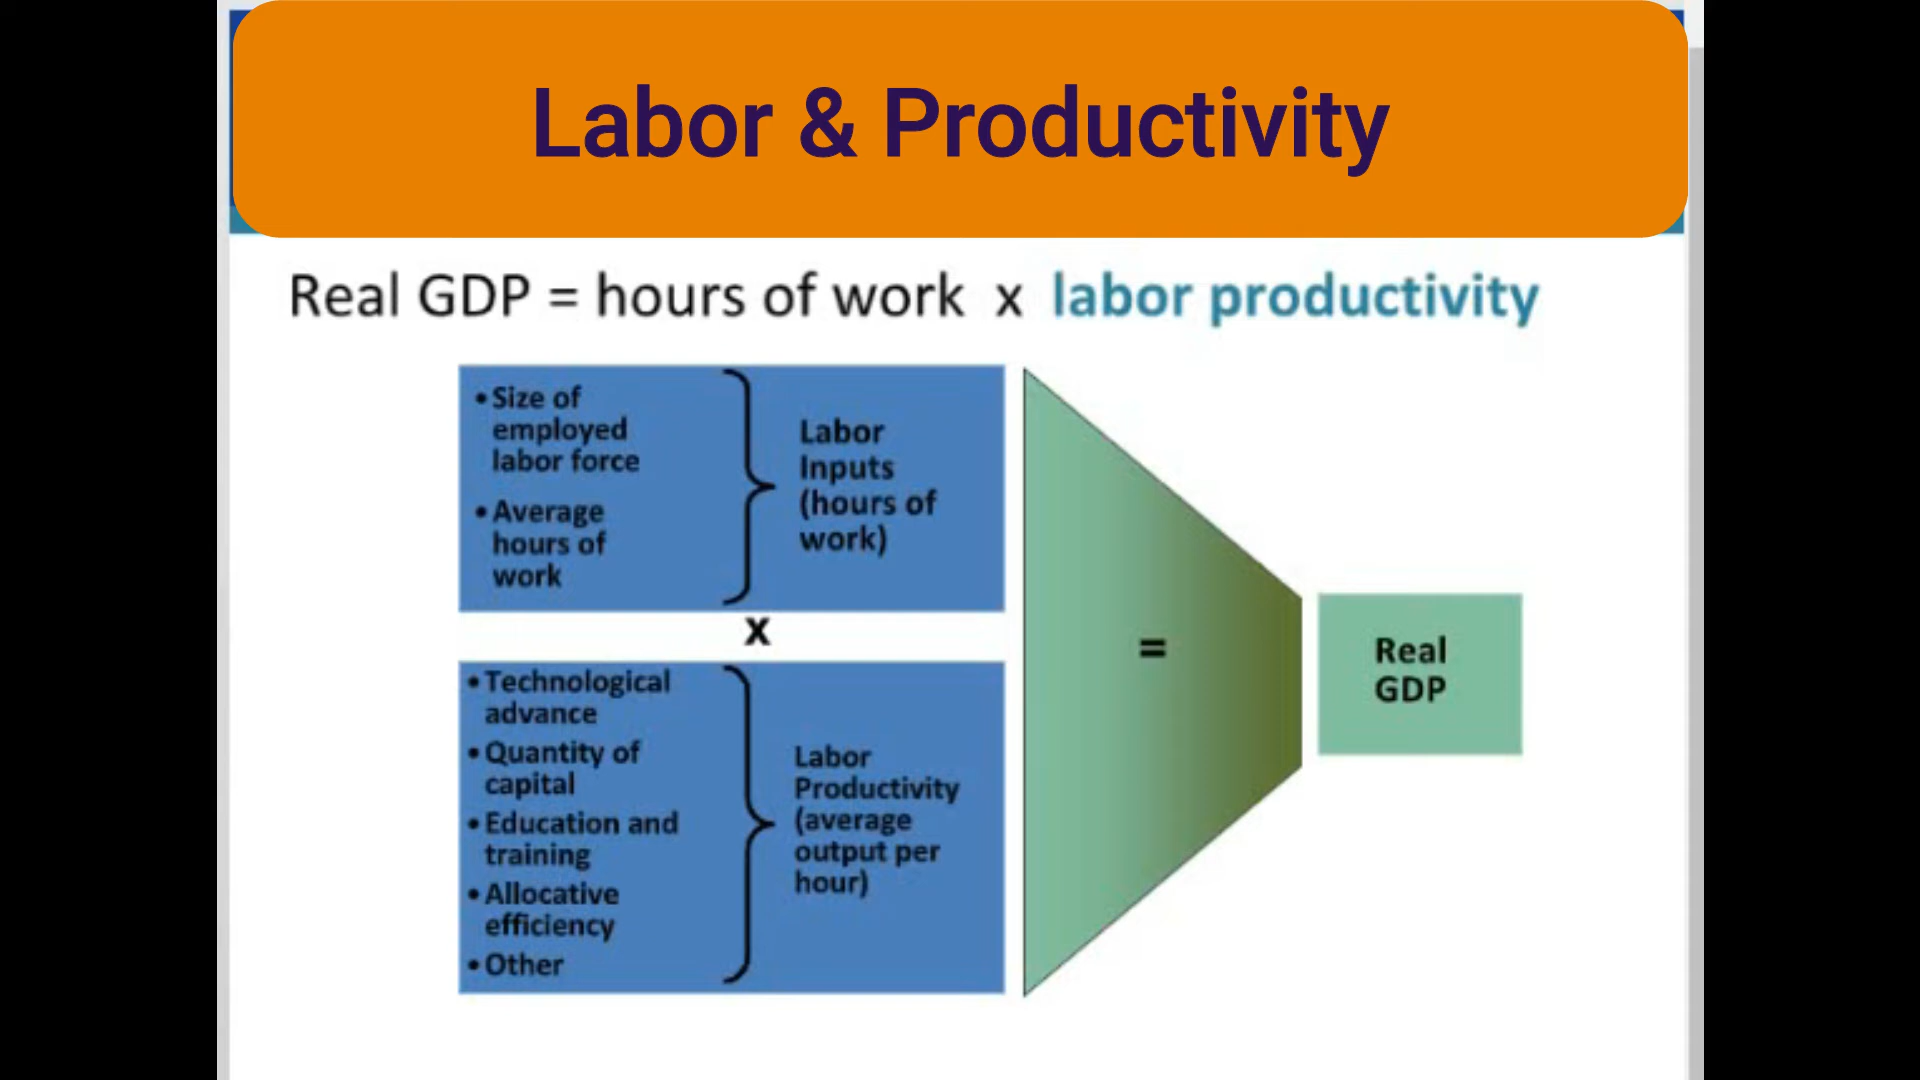 Labor & Productivity
Real GDP = hours of work x labor productivity
• Size of
employed
labor force
• Average
hours of
work
Labor
Inputs
(hours of
work)
x
• Technological
advance
• Quantity of
capital
• Education and
training
• Allocative
efficiency
• Other
Labor
Productivity
(average
output per
hour)
=
Real
GDP